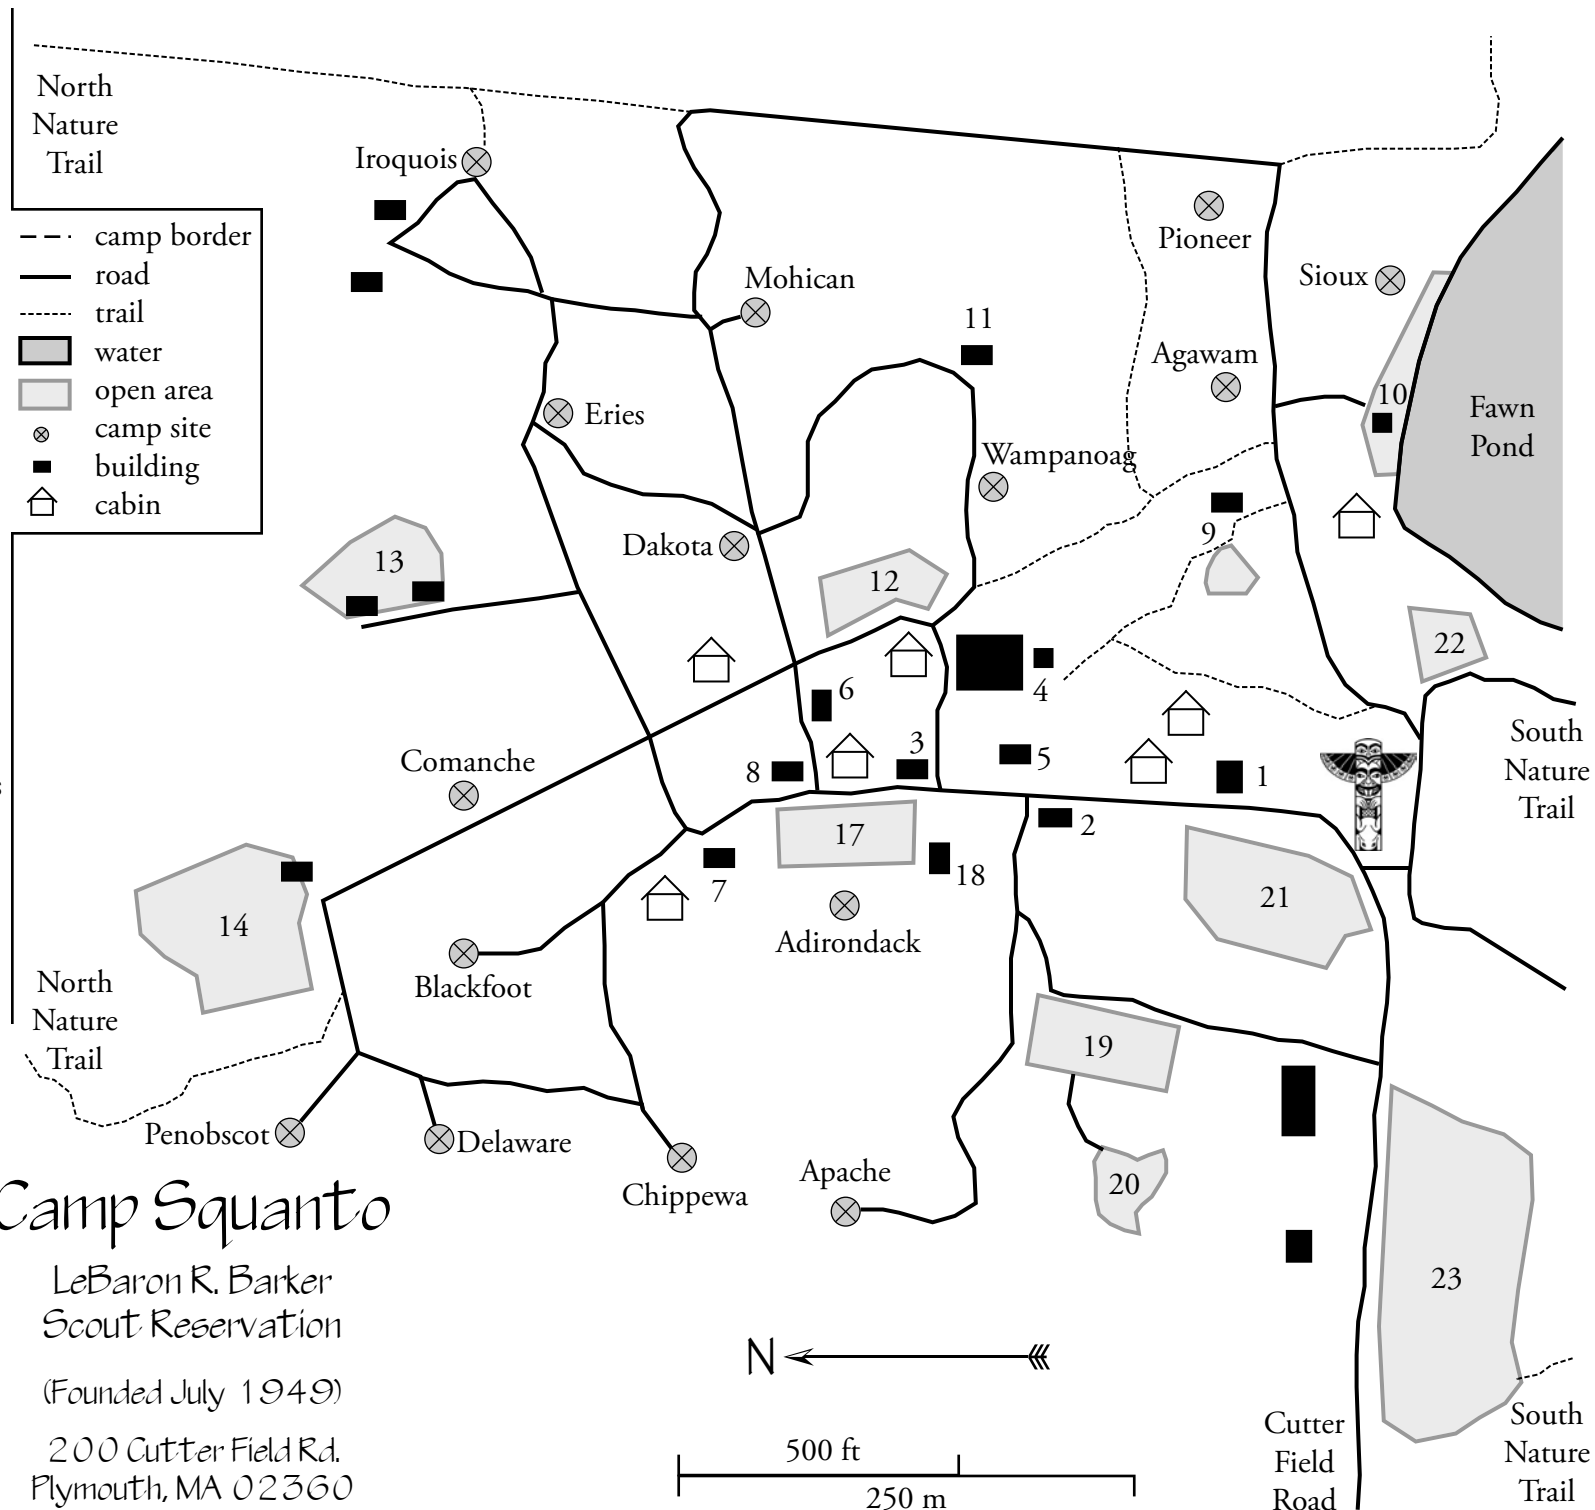 North
Nature
Trail
camp border
road
trail
water
open area
camp site
building
cabin
Iroquois
Mohican
Pioneer
Sioux
11
Agawam
10
Eries
Fawn
Pond
Wampanoag
Dakota
9
13
12
22
6
4
Comanche
8
3
5
1
South
Nature
Trail
2
17
7
18
21
14
Adirondack
Blackfoot
North
Nature
Trail
19
Penobscot
Delaware
Chippewa
Apache
20
Camp Squanto
LeBaron R. Barker
Scout Reservation
(Founded July 1949)
200 Cutter Field Rd.
Plymouth, MA 02360
23
N
500 ft
250 m
Cutter
Field
Road
South
Nature
Trail